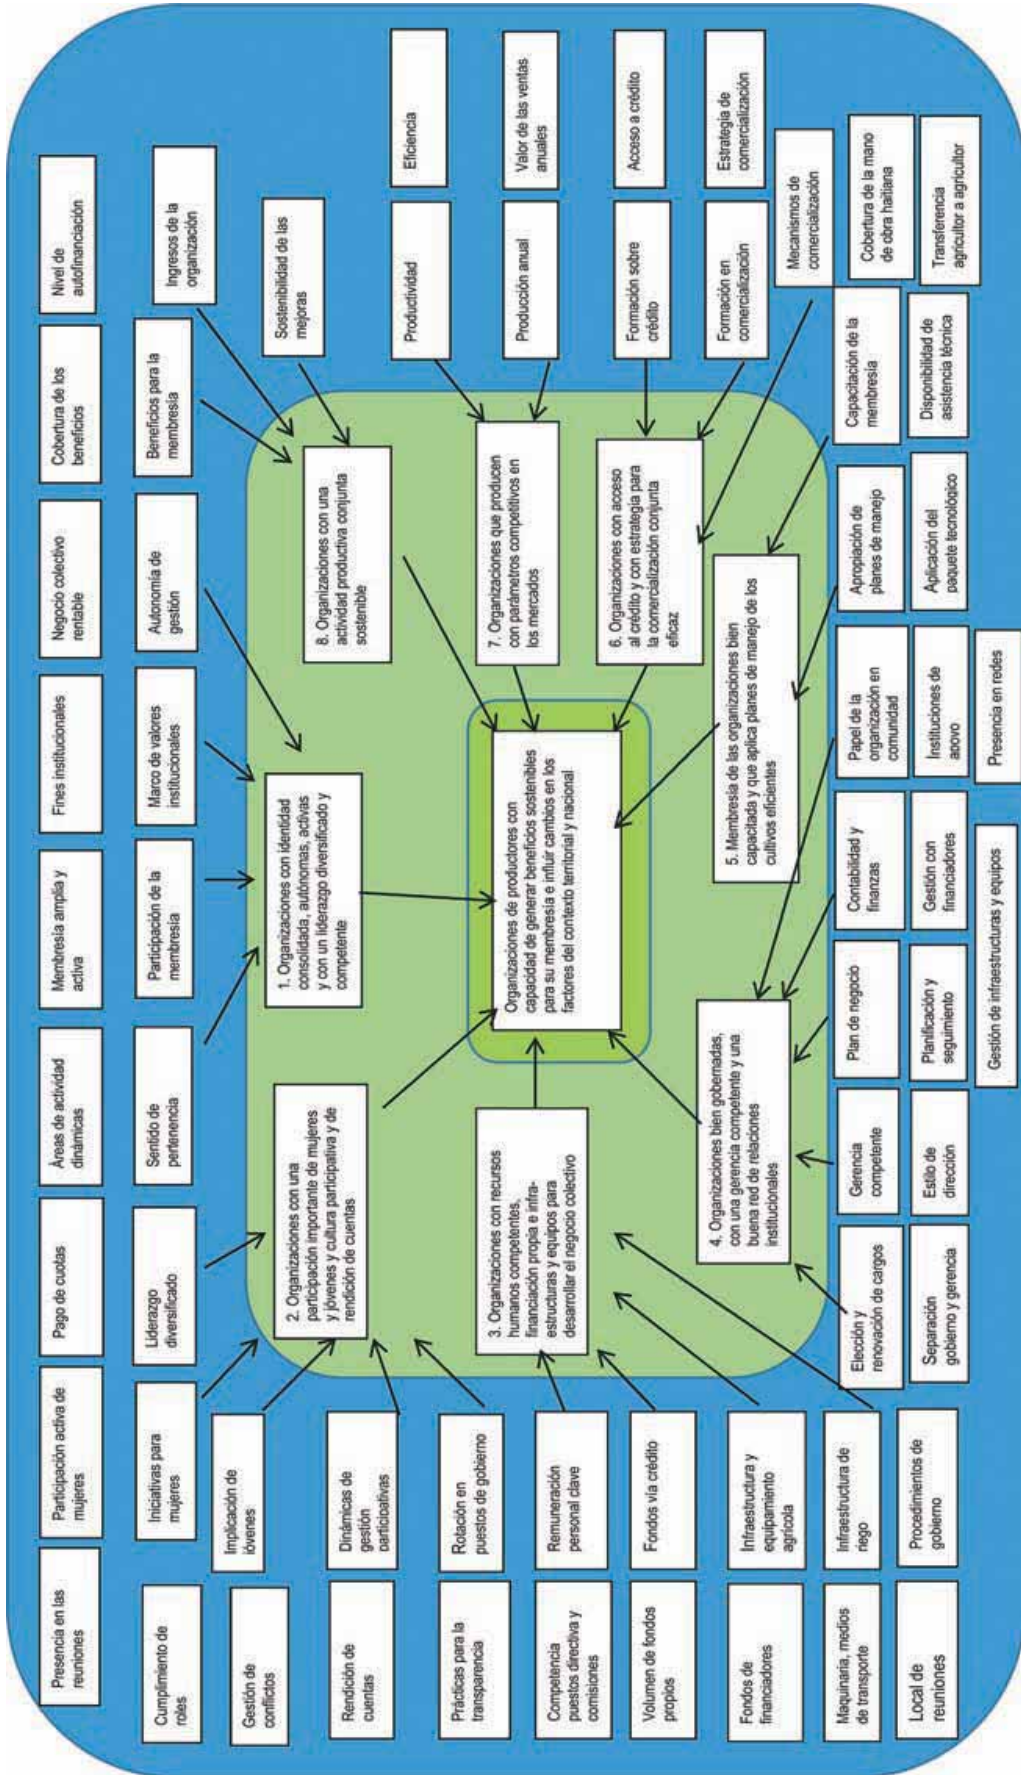 Presencia en las
reuniones
Participación activa de
mujeres
Pago de cuotas
Áreas de actividad
dinámicas
Membresía amplia y
activa
Fines institucionales
Negocio colectivo
rentable
Cobertura de los
beneficios
Nivel de
autofinanciación
Cumplimiento de
roles
Iniciativas para
mujeres
Liderazgo
diversificado
Sentido de
pertenencia
Participación de la
membresía
Marco de valores
institucionales
Autonomía de
gestión
Beneficios para la
membresía
Ingresos de la
organización
Gestión de
conflictos
Implicación de
jóvenes
2. Organizaciones con una
participación importante de mujeres
y jóvenes y cultura participativa y de
rendición de cuentas
1. Organizaciones con identidad
consolidada, autónomas, activas
y con un liderazgo diversificado y
competente
8. Organizaciones con una
actividad productiva conjunta
sostenible
Sostenibilidad de las
mejoras
Rendición de
cuentas
Dinámicas de
gestión
participativas
Prácticas para la
transparencia
Rotación en
puestos de gobierno
Productividad
Eficiencia
Competencia
puestos directiva y
comisiones
Remuneración
personal clave
3. Organizaciones con recursos
humanos competentes,
financiación propia e infra-
estructuras y equipos para
desarrollar el negocio colectivo
Organizaciones de productores con
capacidad de generar beneficios sostenibles
para su membresia e influir cambios en los
factores del contexto territorial y nacional
7. Organizaciones que producen
con parámetros competitivos en
los mercados
Producción anual
Valor de las ventas
anuales
Volumen de fondos
propios
Fondos vía crédito
6. Organizaciones con acceso
al crédito y con estrategia para
la comercialización conjunta
eficaz
Formación sobre
crédito
Acceso a crédito
Fondos de
financiadores
Infraestructura y
equipamiento
agrícola
4. Organizaciones bien gobernadas,
con una gerencia competente y una
buena red de relaciones
institucionales
5. Membresía de las organizaciones bien
capacitada y que aplica planes de manejo de los
cultivos eficientes
Formación en
comercialización
Estrategia de
comercialización
Mecanismos de
comercialización
Maquinaria, medios
de transporte
Infraestructura de
riego
Elección y
renovación de cargos
Gerencia
competente
Plan de negocio
Contabilidad y
finanzas
Papel de la
organización en
comunidad
Apropiación de
planes de manejo
Capacitación de la
membresía
Cobertura de la mano
de obra haitiana
Local de
reuniones
Procedimientos de
gobierno
Separación
gobierno y gerencia
Estilo de
dirección
Planificación y
seguimiento
Gestión con
financiadores
Instituciones de
apoyo
Aplicación del
paquete tecnológico
Disponibilidad de
asistencia técnica
Transferencia
agricultor a agricultor
Gestión de infraestructuras y equipos
Presencia en redes